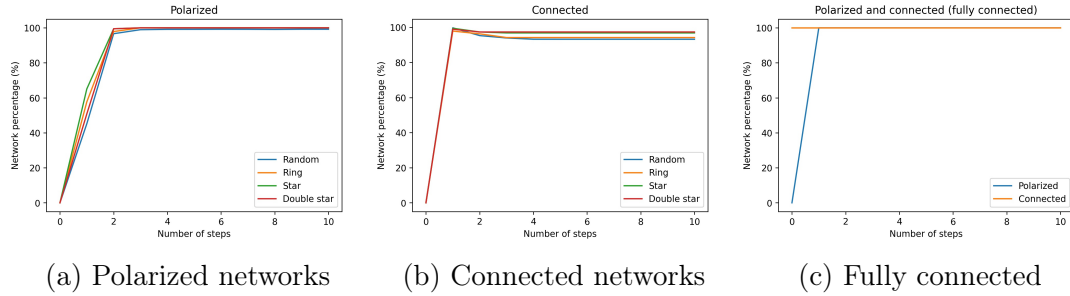 Polarized
Network percentage (%)
100
80
60
40
20
0
0 2 4 6 8 10
Number of steps
Random
Ring
Star
Double star
(a) Polarized networks
Connected
Network percentage (%)
100
80
60
40
20
0
0 2 4 6 8 10
Number of steps
Random
Ring
Star
Double star
(b) Connected networks
Polarized and connected (fully connected)
Network percentage (%)
100
80
60
40
20
0
0 2 4 6 8 10
Number of steps
Polarized
Connected
(c) Fully connected